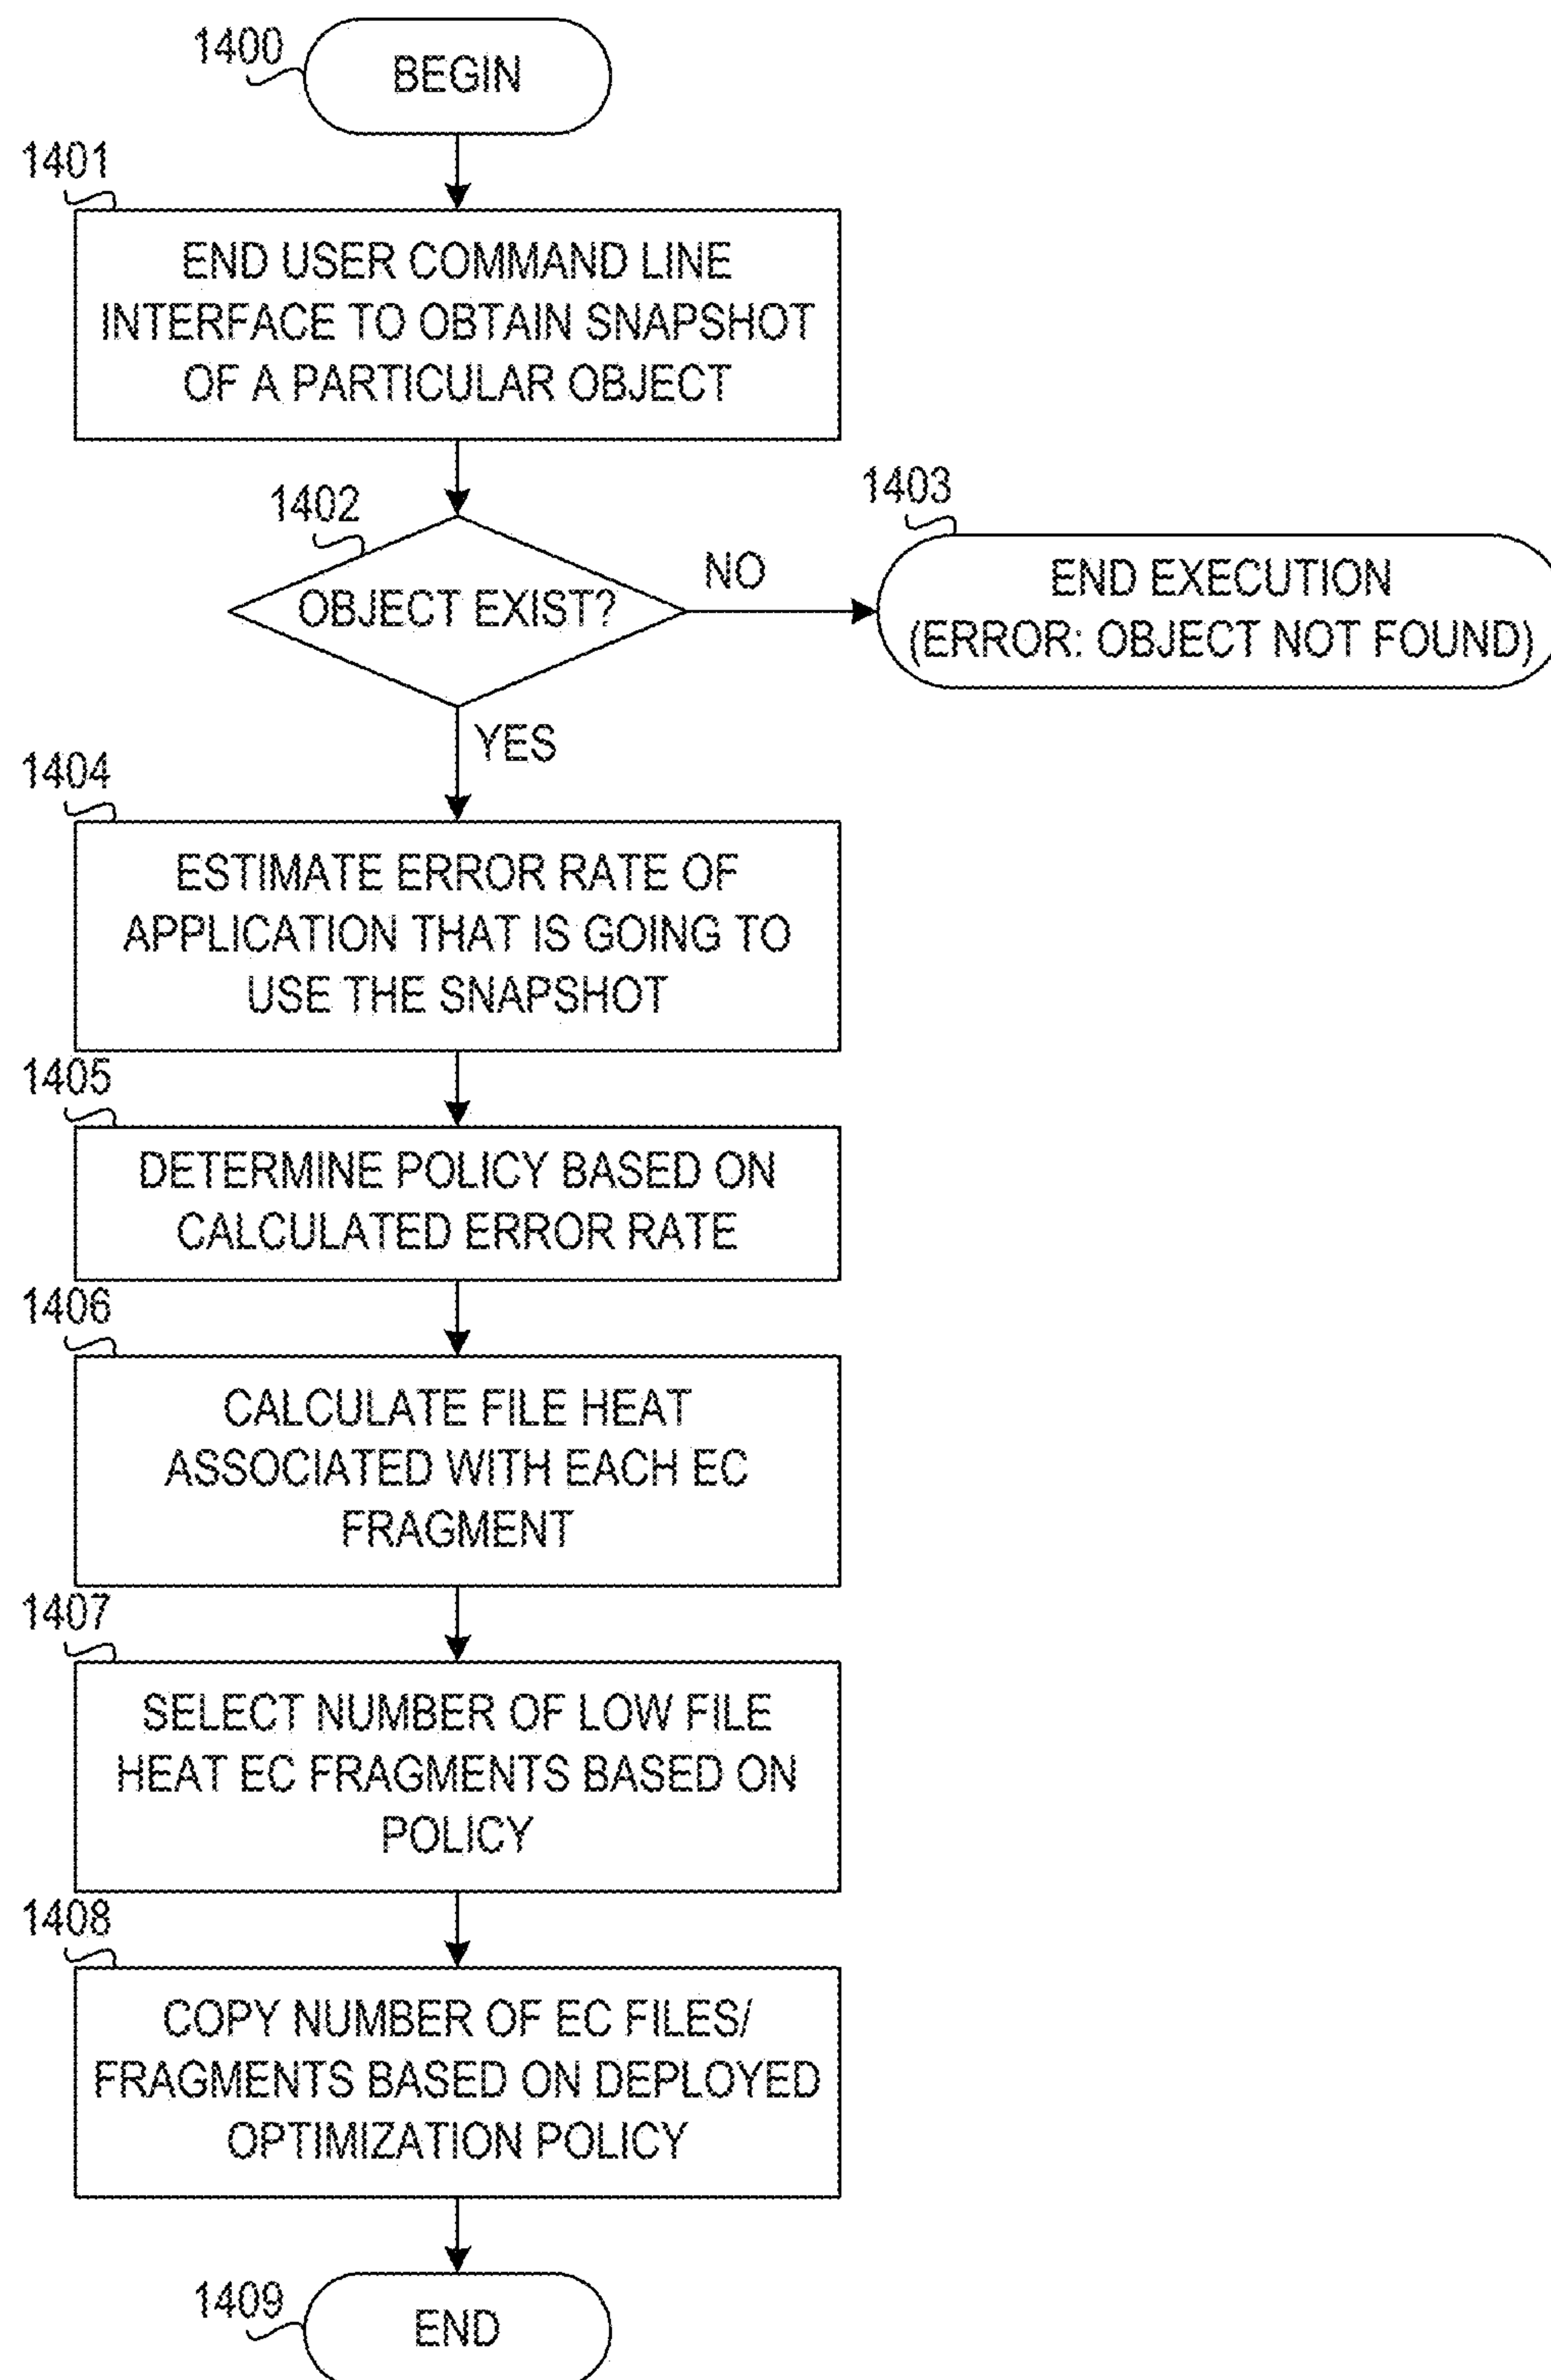 1400
BEGIN
1401
END USER COMMAND LINE
INTERFACE TO OBTAIN SNAPSHOT
OF A PARTICULAR OBJECT
1402
OBJECT EXIST?
NO
1403
END EXECUTION
(ERROR: OBJECT NOT FOUND)
YES
1404
ESTIMATE ERROR RATE OF
APPLICATION THAT IS GOING TO
USE THE SNAPSHOT
1405
DETERMINE POLICY BASED ON
CALCULATED ERROR RATE
1406
CALCULATE FILE HEAT
ASSOCIATED WITH EACH EC
FRAGMENT
1407
SELECT NUMBER OF LOW FILE
HEAT EC FRAGMENTS BASED ON
POLICY
1408
COPY NUMBER OF EC FILES/
FRAGMENTS BASED ON DEPLOYED
OPTIMIZATION POLICY
1409
END